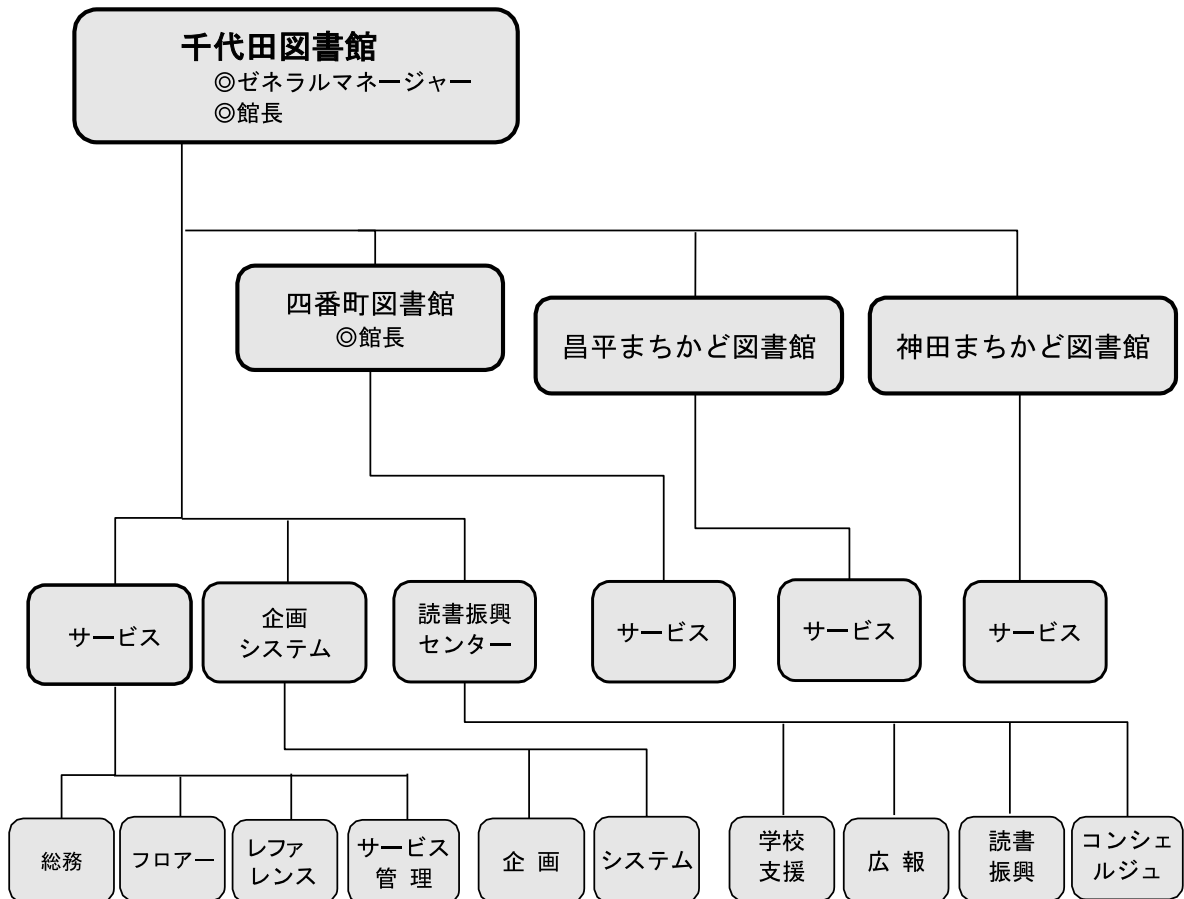 千代田図書館
◎ゼネラルマネージャー
◎館長
四番町図書館
◎館長
昌平まちかど図書館
神田まちかど図書館
サービス
企画
システム
読書振興
センター
サービス
サービス
サービス
総務
フロアー
レファ
レンス
サービス
管 理
企 画
システム
学校
支援
広 報
読書
振興
コンシェ
ルジュ